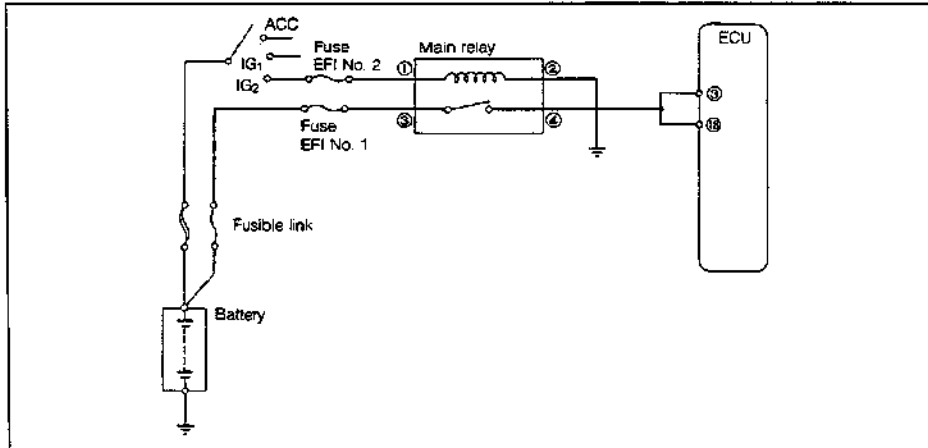 ACC
IG1
IG2
Fuse
EFI No. 2
Main relay
①
②
③
④
Fuse
EFI No. 1
ECU
⑱
Fusible link
Battery